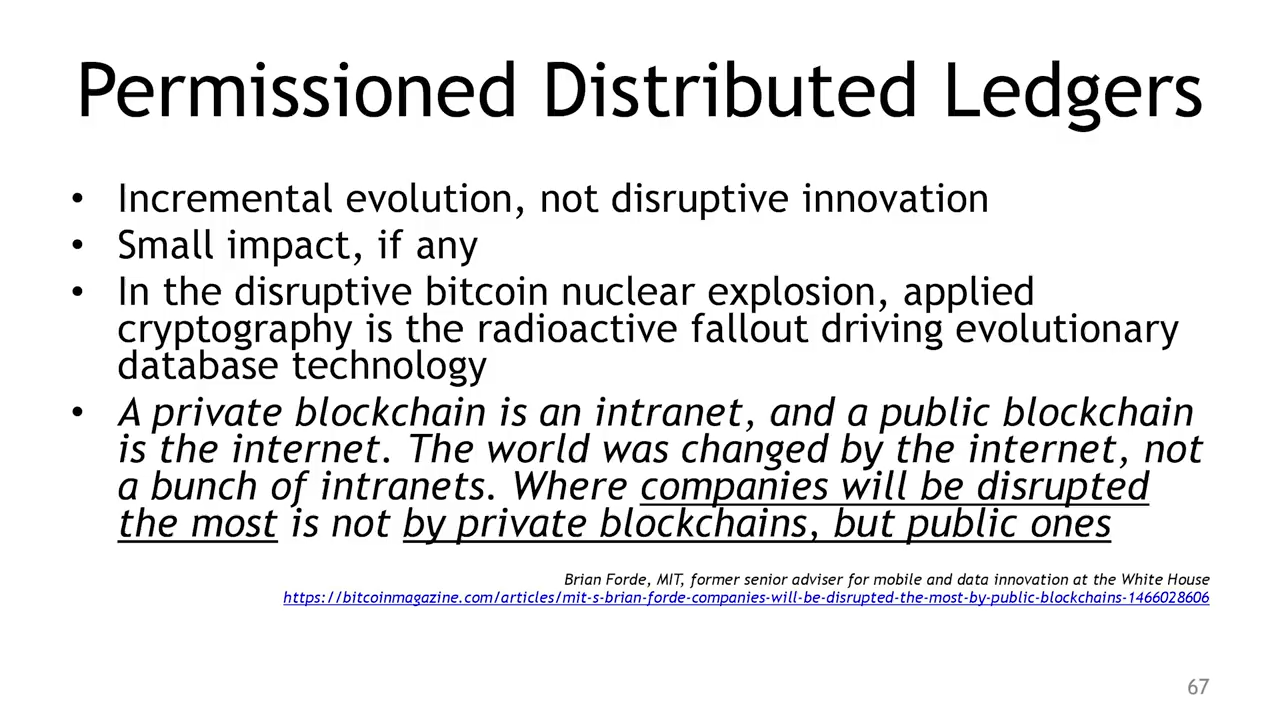 Permissioned Distributed Ledgers
• Incremental evolution, not disruptive innovation
• Small impact, if any
• In the disruptive bitcoin nuclear explosion, applied
cryptography is the radioactive fallout driving evolutionary
database technology
• A private blockchain is an intranet, and a public blockchain
is the internet. The world was changed by the internet, not
a bunch of intranets. Where companies will be disrupted
the most is not by private blockchains, but public ones
Brian Forde, MIT, former senior adviser for mobile and data innovation at the White House
https://bitcoinmagazine.com/articles/mit-s-brian-forde-companies-will-be-disrupted-the-most-by-public-blockchains-1466028606
67